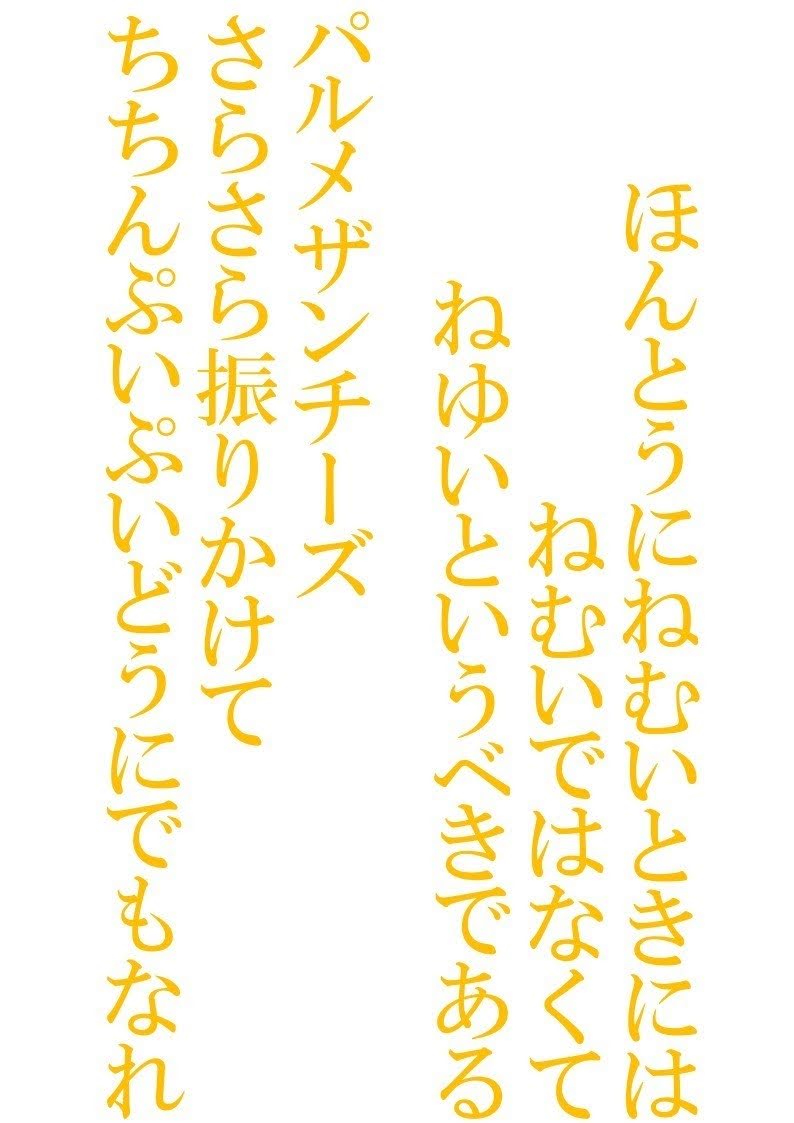 ほんとうにねむいときには
ねむいではなくて
ねゆいというべきである
パルメザンチーズ
さらさら振りかけて
ちちんぷいぷいどうにでもなれ